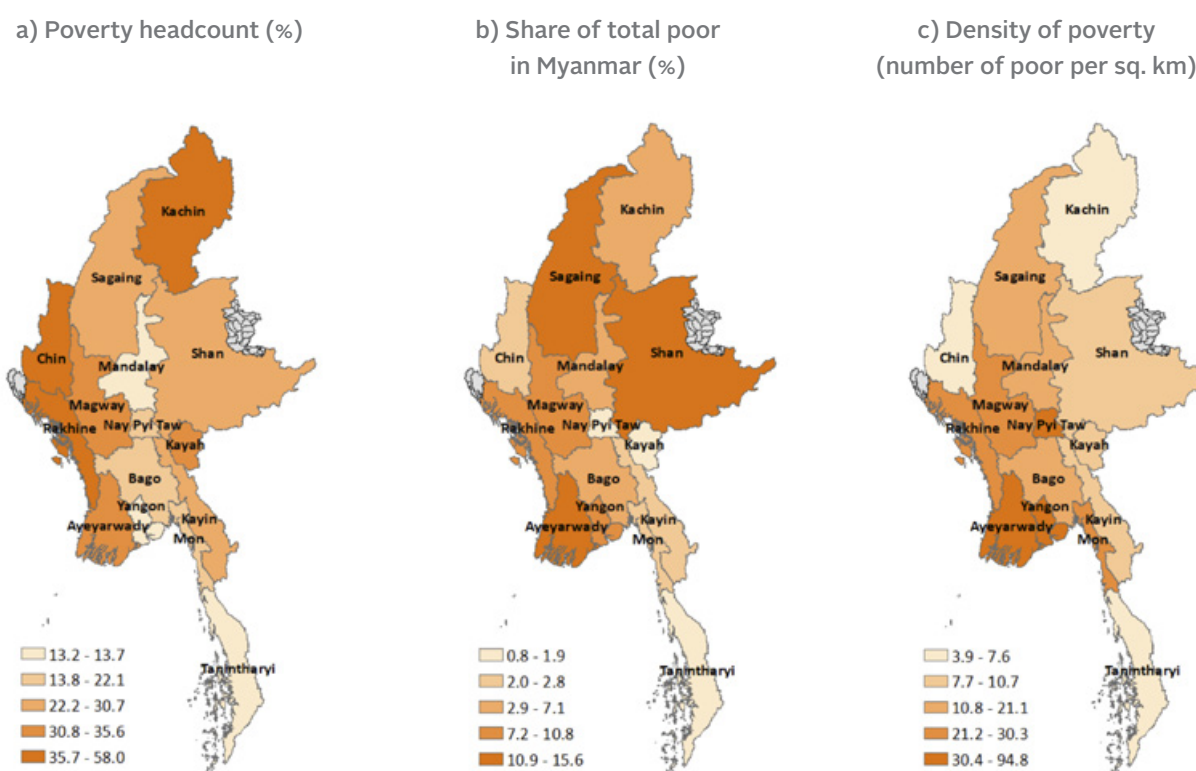 a) Poverty headcount (%)
b) Share of total poor
in Myanmar (%)
c) Density of poverty
(number of poor per sq. km)
Kachin
Sagaing
Chin
Mandalay
Shan
Magway
Rakhine
Nay Pyi Taw
Kayah
Bago
Yangon
Ayeyarwady
Kayin
Mon
Tanintharyi
13.2 - 13.7
13.8 - 22.1
22.2 - 30.7
30.8 - 35.6
35.7 - 58.0
Kachin
Sagaing
Chin
Mandalay
Shan
Magway
Rakhine
Nay Pyi Taw
Kayah
Bago
Yangon
Ayeyarwady
Kayin
Mon
Tanintharyi
0.8 - 1.9
2.0 - 2.8
2.9 - 7.1
7.2 - 10.8
10.9 - 15.6
Kachin
Sagaing
Chin
Mandalay
Shan
Magway
Rakhine
Nay Pyi Taw
Kayah
Bago
Yangon
Ayeyarwady
Kayin
Mon
Tanintharyi
3.9 - 7.6
7.7 - 10.7
10.8 - 21.1
21.2 - 30.3
30.4 - 94.8